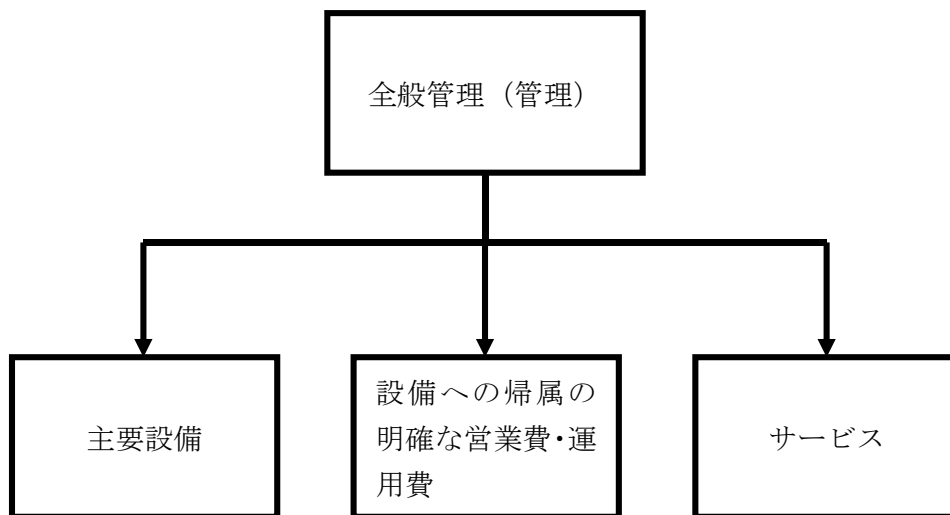 全般管理（管理）
主要設備
設備への帰属の
明確な営業費・運
用費
サービス